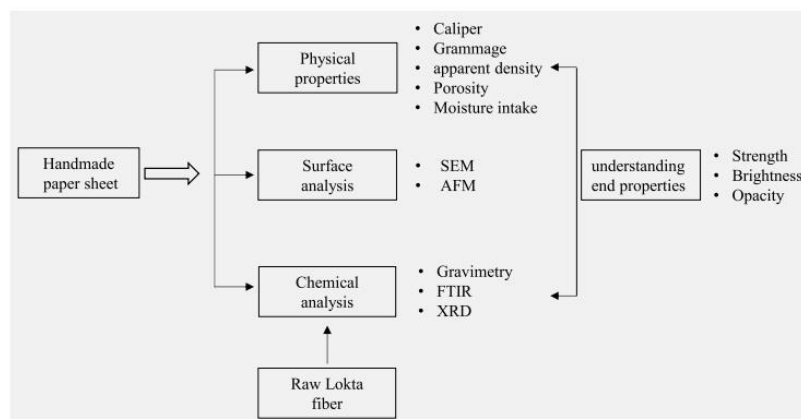 Handmade
paper sheet
Physical
properties
• Caliper
• Grammage
• apparent density
• Porosity
• Moisture intake
Surface
analysis
• SEM
• AFM
Chemical
analysis
• Gravimetry
• FTIR
• XRD
Raw Lokta
fiber
understanding
end properties
• Strength
• Brightness
• Opacity